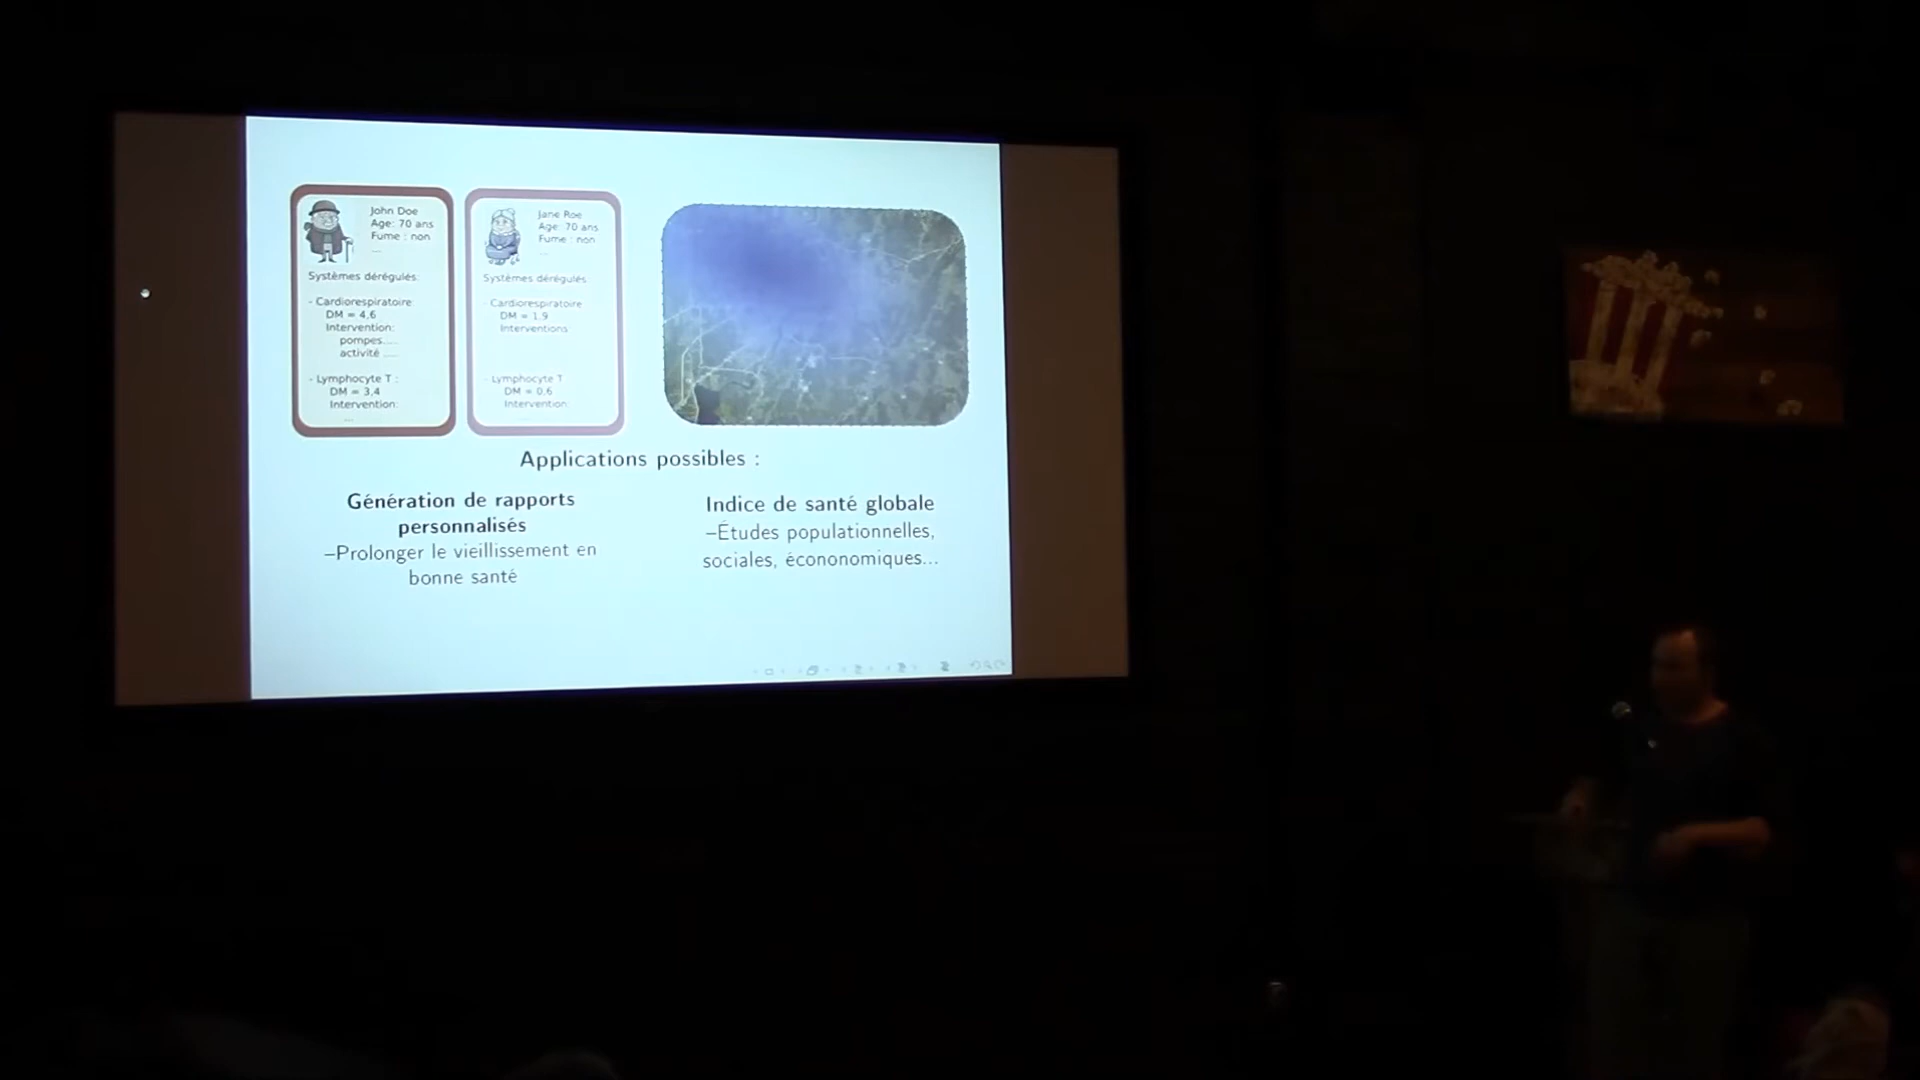 John Doe
Age: 70 ans
Fume : non
...
Systèmes dérégulés:
- Cardiorespiratoire:
DM = 4,6
Intervention:
pompes....
activité ....
- Lymphocyte T :
DM = 3,4
Intervention:
...
Jane Roe
Age: 70 ans
Fume : non
...
Systèmes dérégulés:
- Cardiorespiratoire
DM = 1,9
Interventions
- Lymphocyte T
DM = 0,6
Intervention:
Applications possibles :
Génération de rapports
personnalisés
–Prolonger le vieillissement en
bonne santé
Indice de santé globale
–Études populationnelles,
sociales, écononomiques...